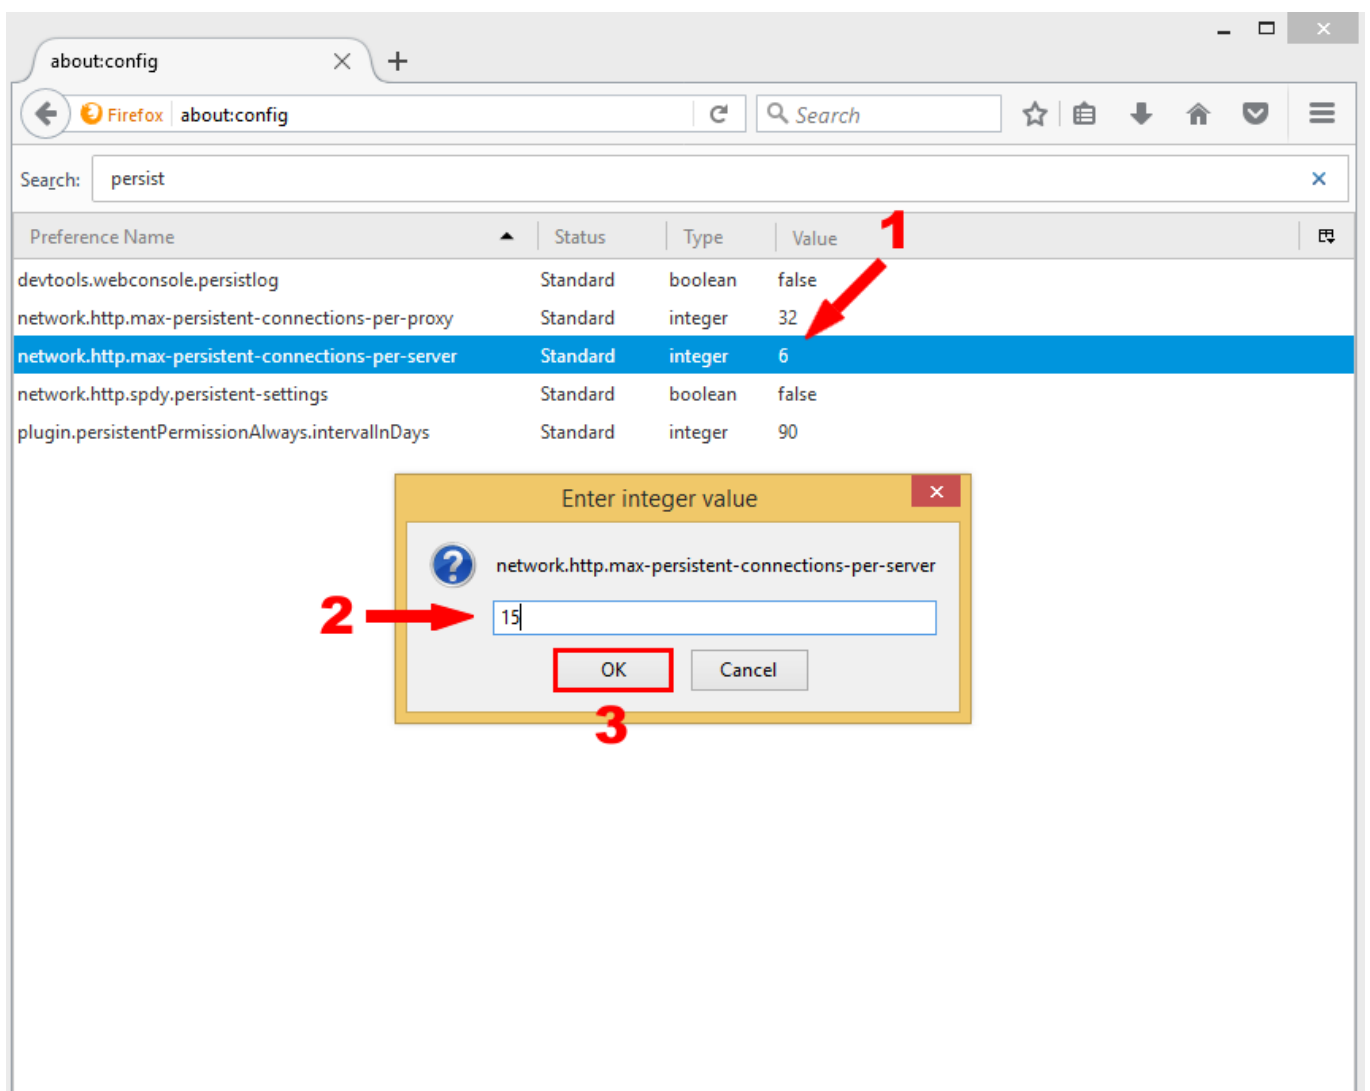 about:config
Firefox about:config Search
Search: persist
Preference Name Status Type Value 1
devtools.webconsole.persistlog Standard boolean false
network.http.max-persistent-connections-per-proxy Standard integer 32
network.http.max-persistent-connections-per-server Standard integer 6
network.http.spdy.persistent-settings Standard boolean false
plugin.persistentPermissionAlways.intervalInDays Standard integer 90
Enter integer value
network.http.max-persistent-connections-per-server
2 15
OK Cancel
3